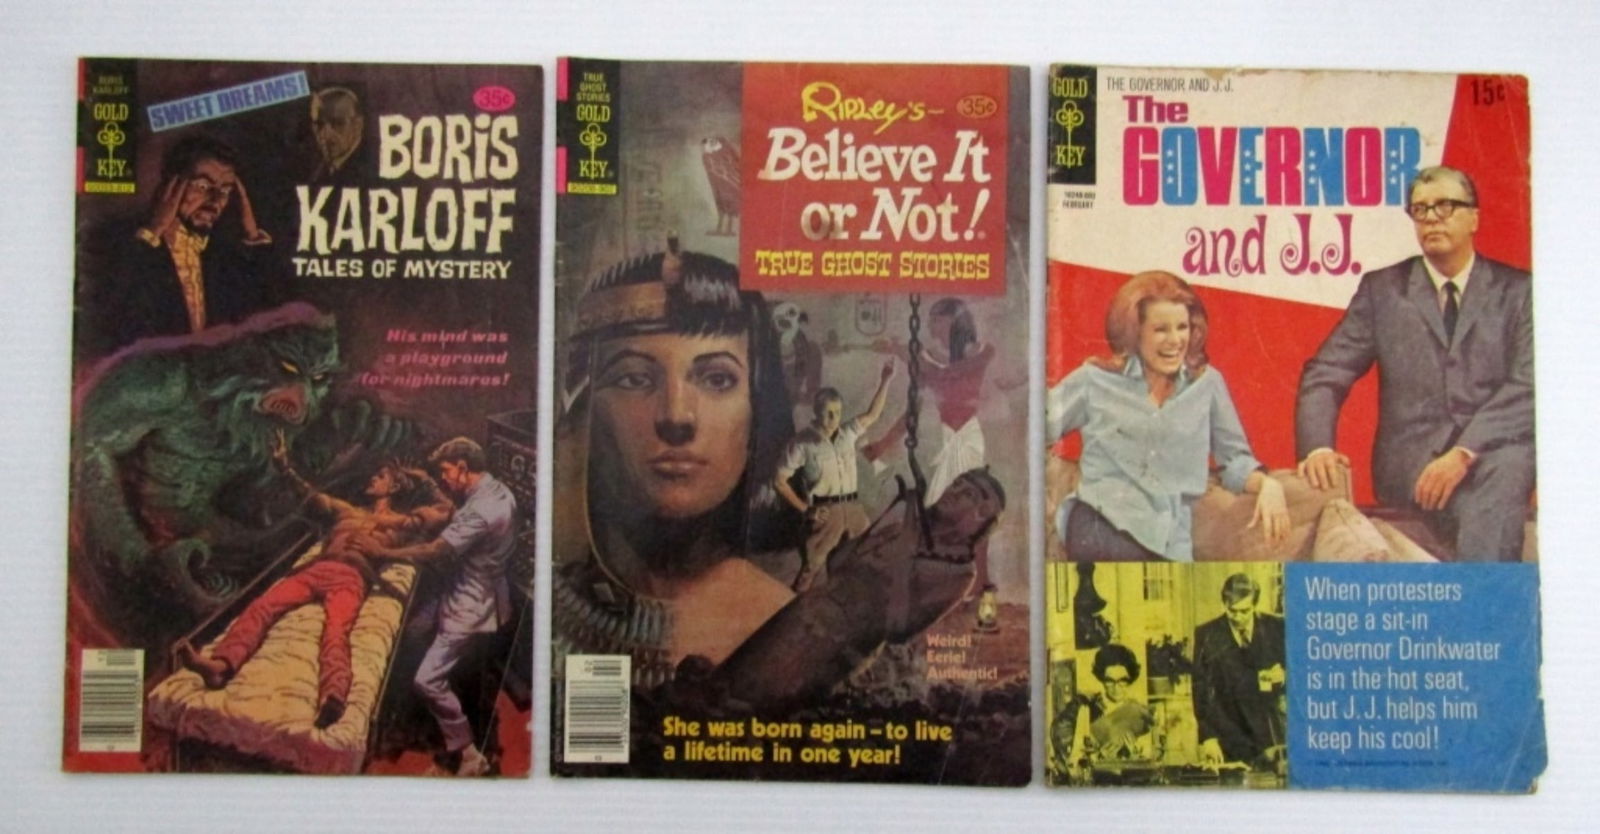 BORIS
KARLOFF
GOLD
KEY
90033-812
SWEET DREAMS!
35¢
BORIS
KARLOFF
TALES OF MYSTERY
His mind was
a playground
for nightmares!
TRUE
GHOST
STORIES
GOLD
KEY
RIPLEY'S
35¢
Believe It
or Not!
TRUE GHOST STORIES
Weird!
Eerie!
Authentic!
She was born again – to live
a lifetime in one year!
GOLD
KEY
THE GOVERNOR AND J.J.
15¢
The
GOVERNOR
and J.J.
FEBRUARY
When protesters
stage a sit-in
Governor Drinkwater
is in the hot seat,
but J.J. helps him
keep his cool!